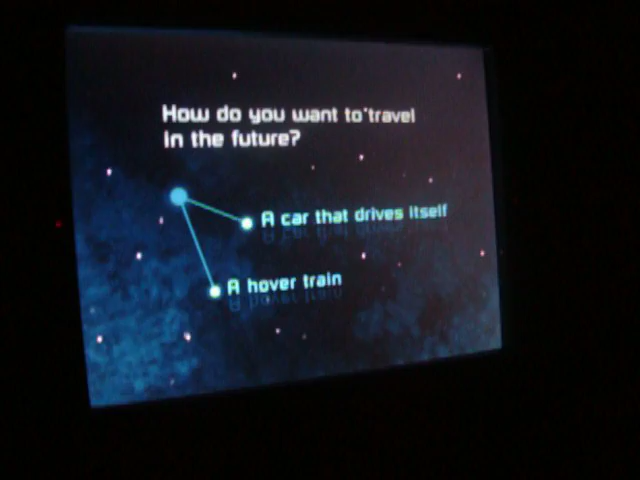 How do you want to travel
in the future?
A car that drives itself
A hover train